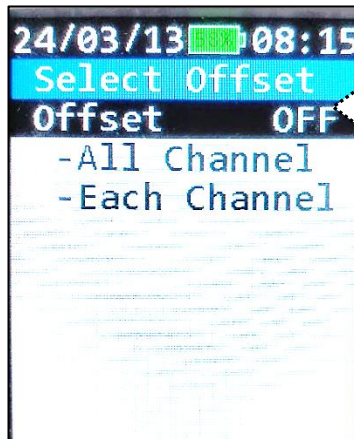 24/03/13 08:15
Select Offset
Offset OFF
-All Channel
-Each Channel